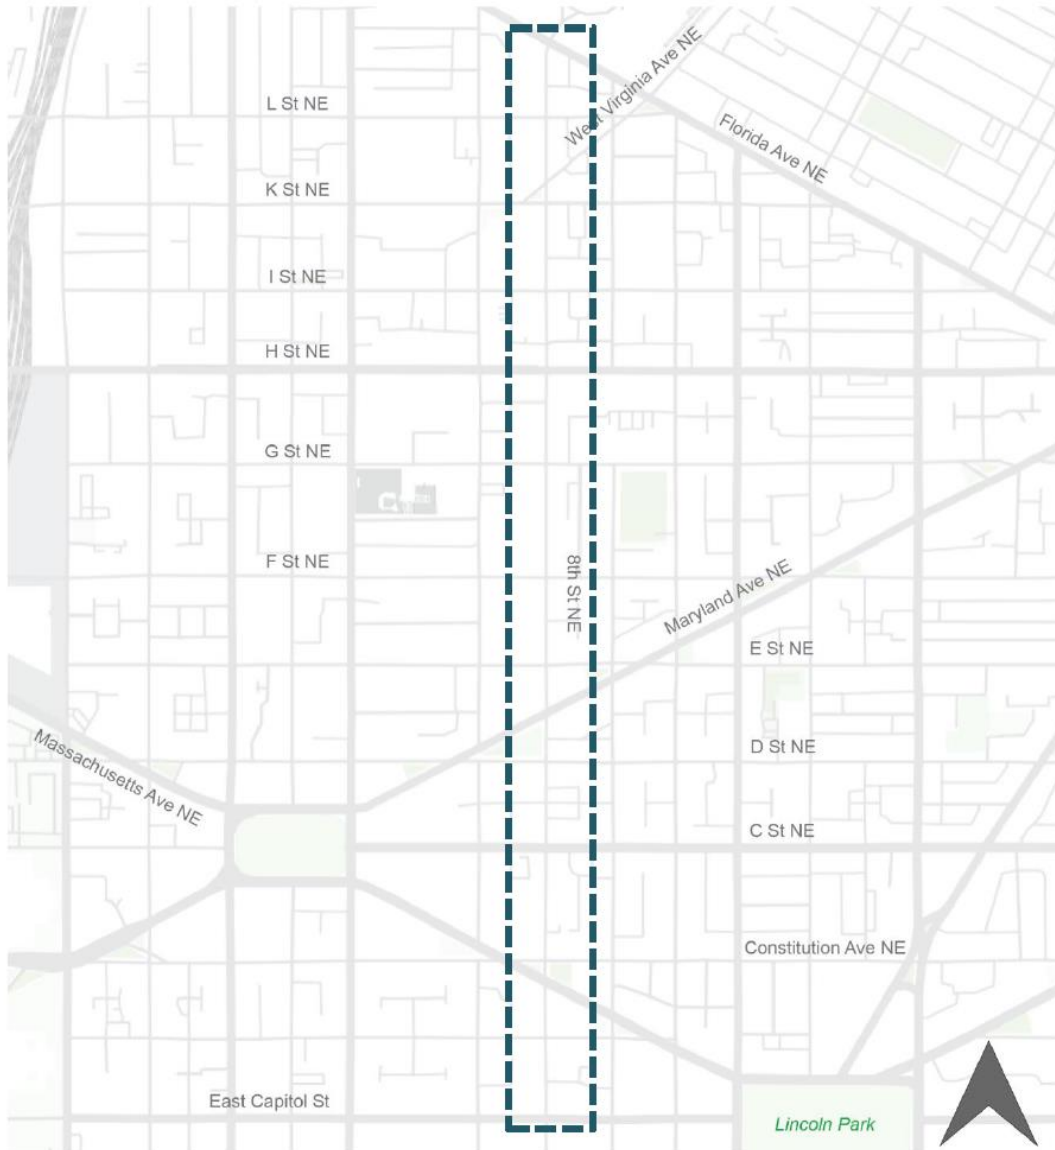 West Virginia Ave NE
L St NE
Florida Ave NE
K St NE
I St NE
H St NE
G St NE
F St NE
8th St NE
Maryland Ave NE
E St NE
Massachusetts Ave NE
D St NE
C St NE
Constitution Ave NE
East Capitol St
Lincoln Park